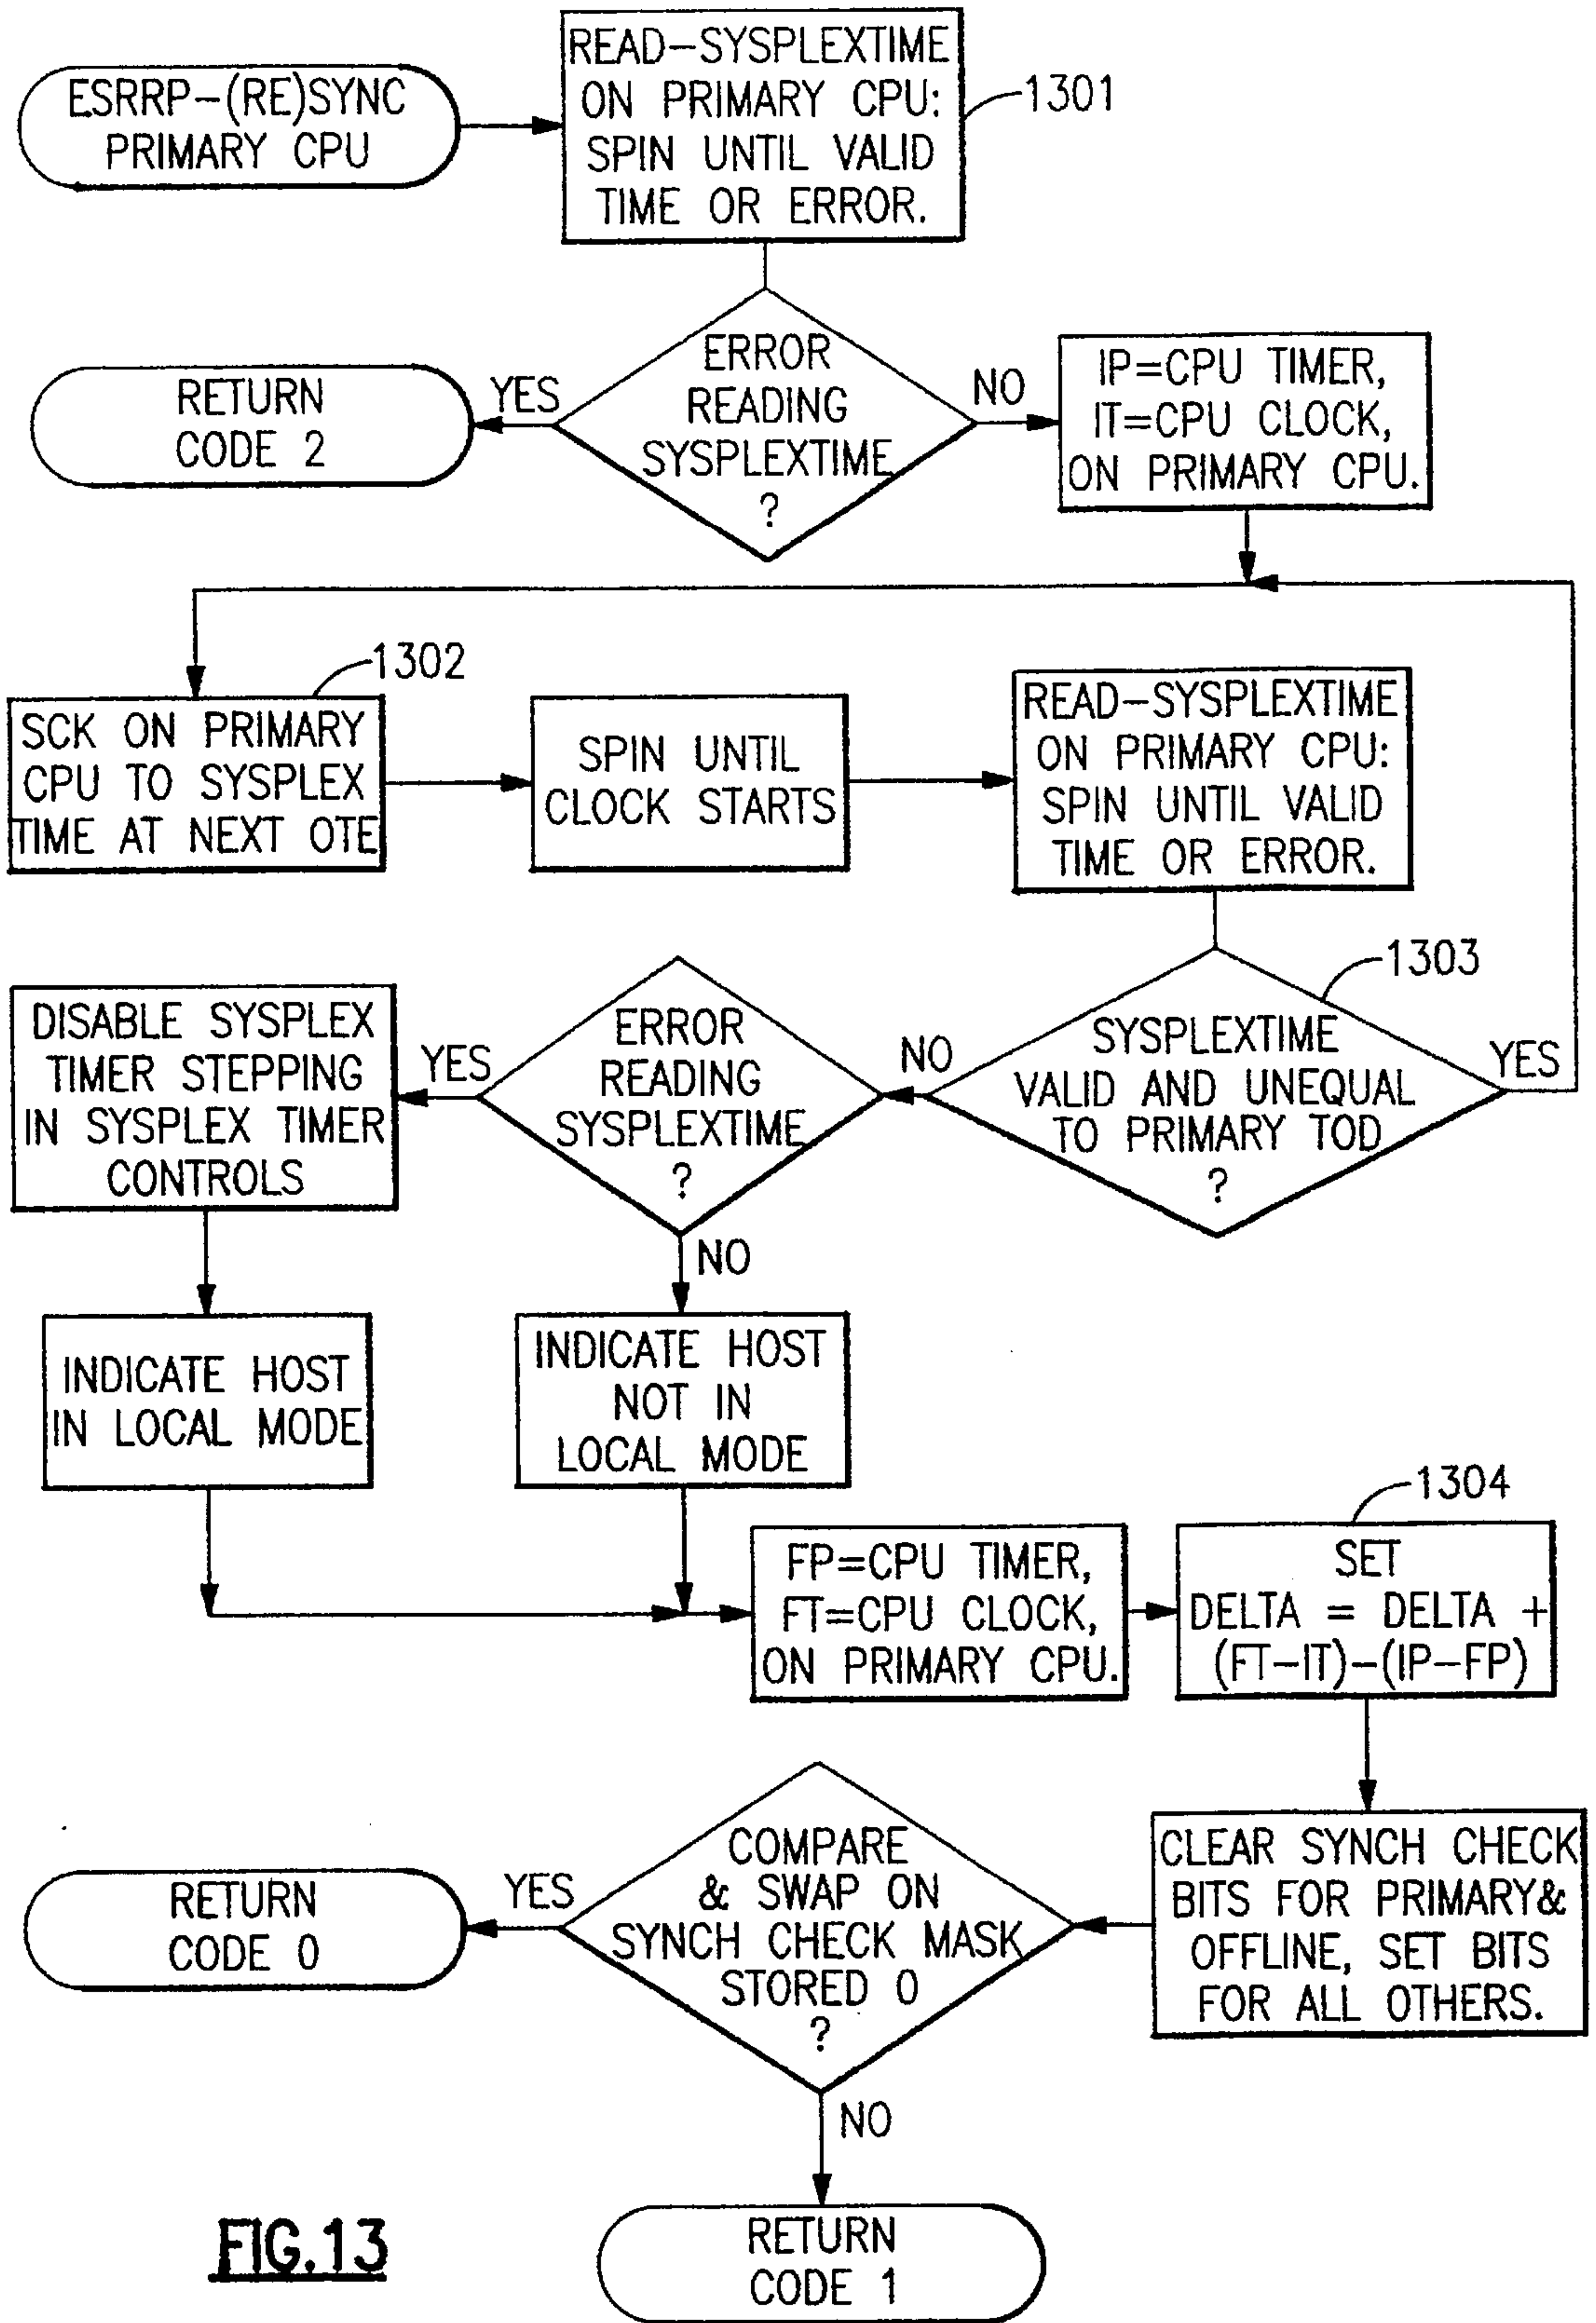 ESRRP-(RE)SYNC
PRIMARY CPU
READ-SYSPLEXTIME
ON PRIMARY CPU:
SPIN UNTIL VALID
TIME OR ERROR.
1301
ERROR
READING
SYSPLEXTIME
?
YES
NO
RETURN
CODE 2
IP=CPU TIMER,
IT=CPU CLOCK,
ON PRIMARY CPU.
1302
SCK ON PRIMARY
CPU TO SYSPLEX
TIME AT NEXT OTE
SPIN UNTIL
CLOCK STARTS
READ-SYSPLEXTIME
ON PRIMARY CPU:
SPIN UNTIL VALID
TIME OR ERROR.
1303
SYSPLEXTIME
VALID AND UNEQUAL
TO PRIMARY TOD
?
YES
NO
ERROR
READING
SYSPLEXTIME
?
YES
NO
DISABLE SYSPLEX
TIMER STEPPING
IN SYSPLEX TIMER
CONTROLS
INDICATE HOST
IN LOCAL MODE
INDICATE HOST
NOT IN
LOCAL MODE
FP=CPU TIMER,
FT=CPU CLOCK,
ON PRIMARY CPU.
1304
SET
DELTA = DELTA +
(FT-IT)-(IP-FP)
CLEAR SYNCH CHECK
BITS FOR PRIMARY&
OFFLINE, SET BITS
FOR ALL OTHERS.
COMPARE
& SWAP ON
SYNCH CHECK MASK
STORED 0
?
YES
NO
RETURN
CODE 0
RETURN
CODE 1
FIG.13